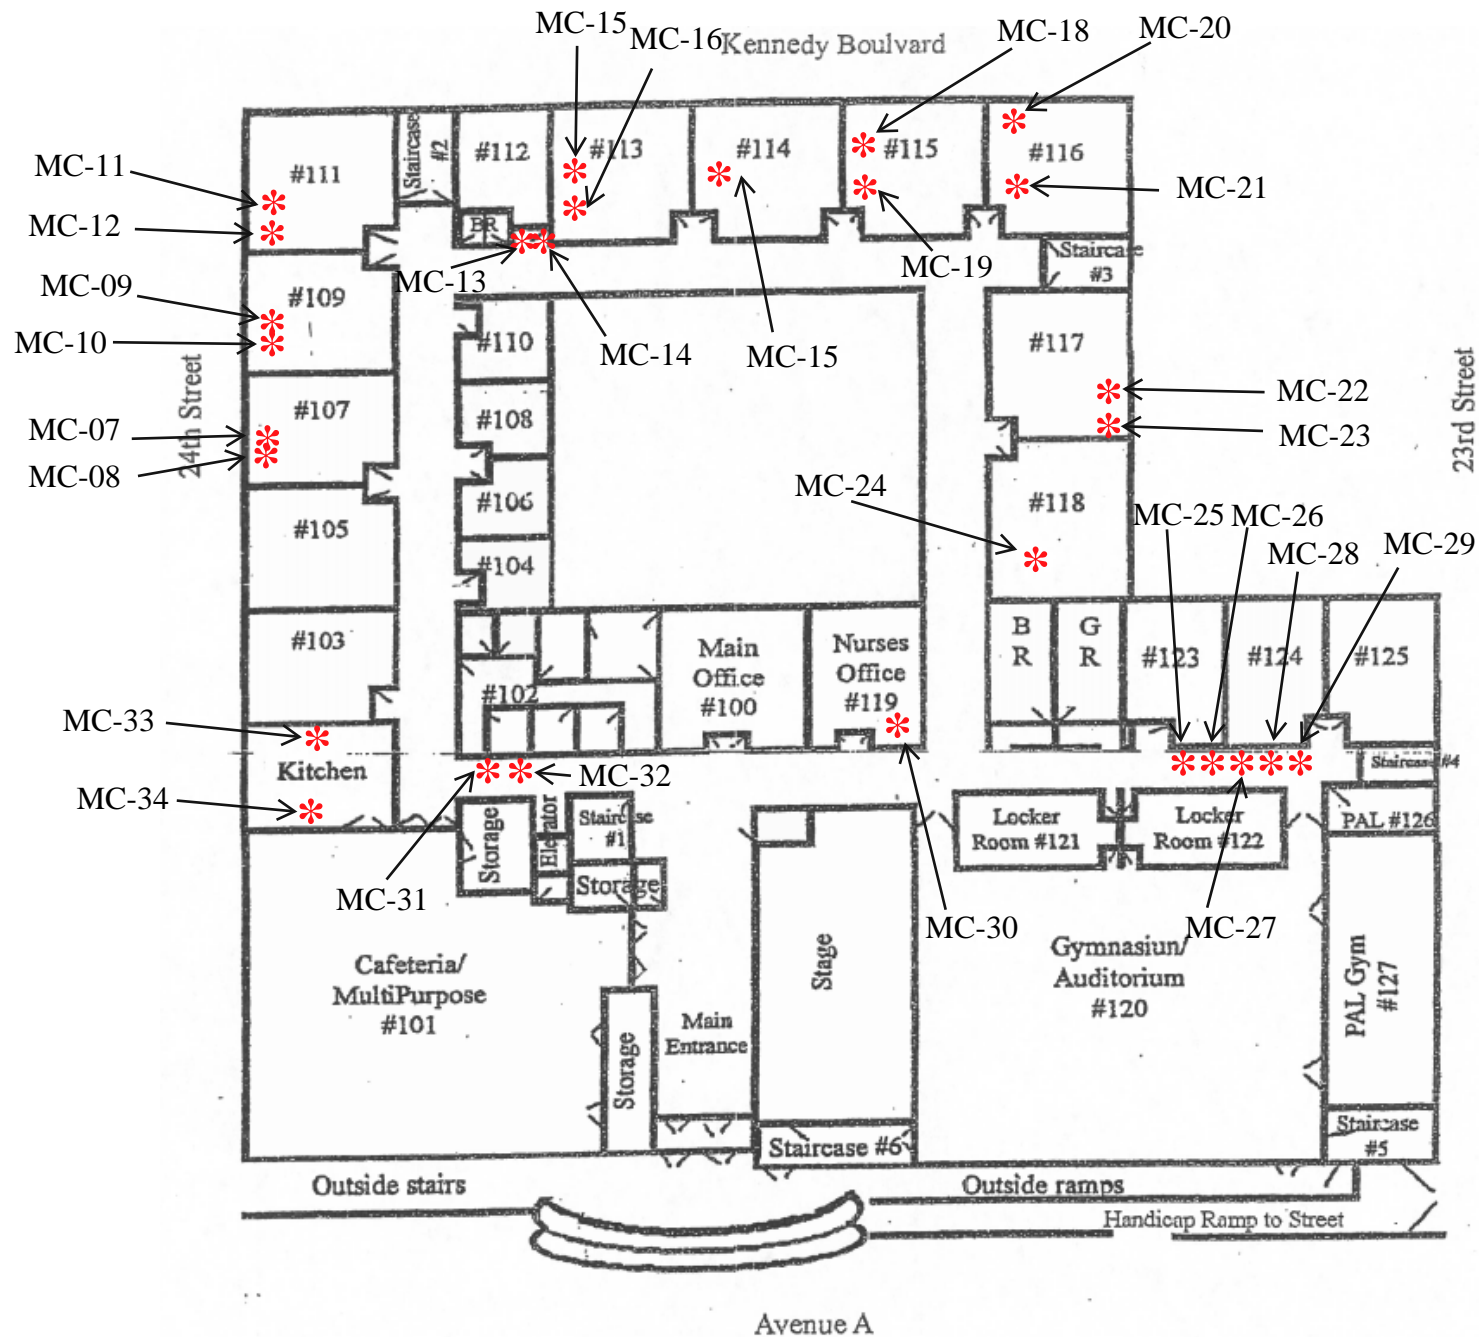 MC-15
MC-16
Kennedy Boulvard
MC-18
MC-20
MC-11
MC-12
#111
Staircase
#2
#112
BR
#113
#114
#115
#116
MC-21
MC-13
MC-14
MC-15
MC-19
Staircase
#3
MC-09
MC-10
#109
#110
#117
MC-22
MC-23
24th Street
23rd Street
MC-07
MC-08
#107
#108
#105
#106
#104
MC-24
#118
MC-25
MC-26
MC-28
MC-29
#103
#102
Main
Office
#100
Nurses
Office
#119
B
R
G
R
#123
#124
#125
MC-33
Kitchen
MC-34
MC-32
MC-31
Storage
Elevator
Staircase
#1
Storage
Locker
Room #121
Locker
Room #122
Staircase #4
PAL #126
MC-30
MC-27
Cafeteria/
MultiPurpose
#101
Storage
Main
Entrance
Stage
Gymnasiun/
Auditorium
#120
PAL Gym
#127
Staircase #6
Staircase
#5
Outside stairs
Outside ramps
Handicap Ramp to Street
Avenue A